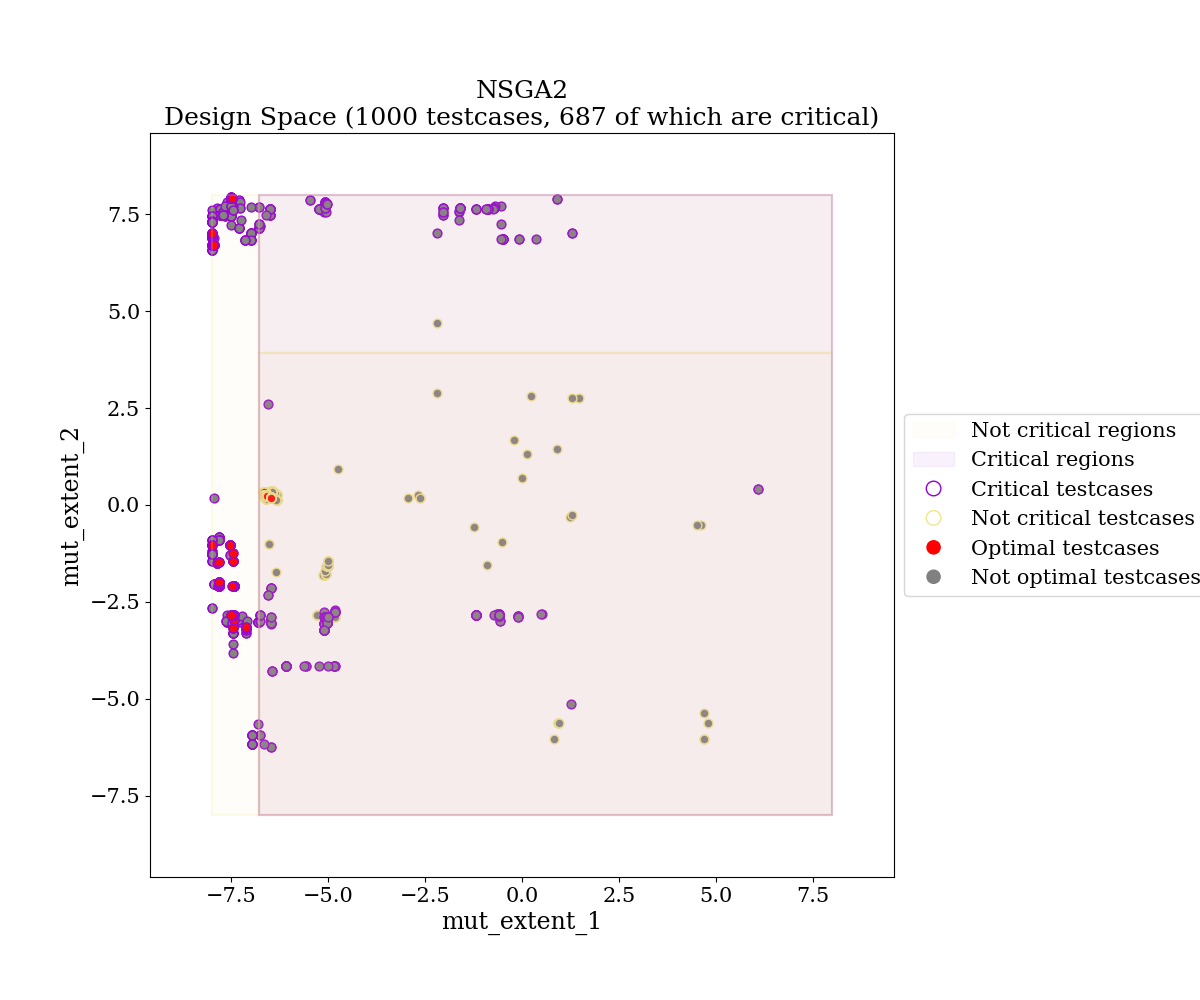 NSGA2
Design Space (1000 testcases, 687 of which are critical)
7.5
5.0
2.5
0.0
−2.5
−5.0
−7.5
mut_extent_2
−7.5 −5.0 −2.5 0.0 2.5 5.0 7.5
mut_extent_1
Not critical regions
Critical regions
Critical testcases
Not critical testcases
Optimal testcases
Not optimal testcases